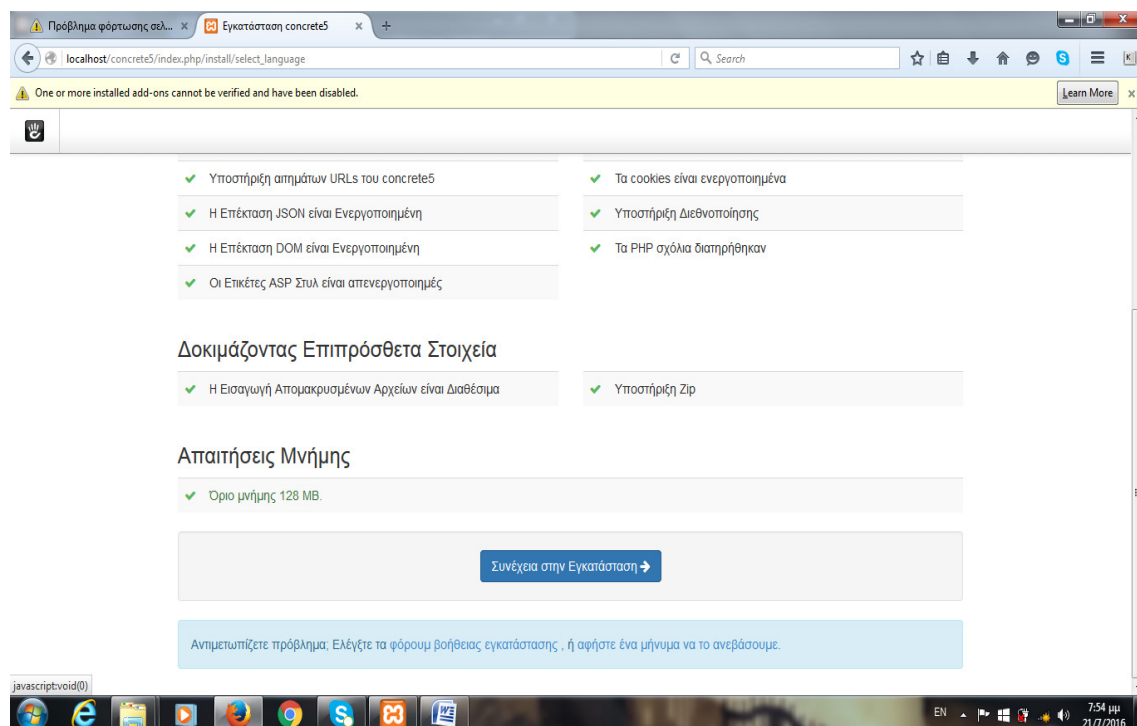 Πρόβλημα φόρτωσης σελ...
Εγκατάσταση concrete5
localhost/concrete5/index.php/install/select_language
Search
One or more installed add-ons cannot be verified and have been disabled.
Learn More
Υποστήριξη αιτημάτων URLs του concrete5
Τα cookies είναι ενεργοποιημένα
Η Επέκταση JSON είναι Ενεργοποιημένη
Υποστήριξη Διεθνοποίησης
Η Επέκταση DOM είναι Ενεργοποιημένη
Τα PHP σχόλια διατηρήθηκαν
Οι Ετικέτες ASP Στυλ είναι απενεργοποιημές
Δοκιμάζοντας Επιπρόσθετα Στοιχεία
Η Εισαγωγή Απομακρυσμένων Αρχείων είναι Διαθέσιμα
Υποστήριξη Zip
Απαιτήσεις Μνήμης
Όριο μνήμης 128 MB.
Συνέχεια στην Εγκατάσταση
Αντιμετωπίζετε πρόβλημα; Ελέγξτε τα φόρουμ βοήθειας εγκατάστασης , ή αφήστε ένα μήνυμα να το ανεβάσουμε.
javascript:void(0)
EN
7:54 μμ
21/7/2016